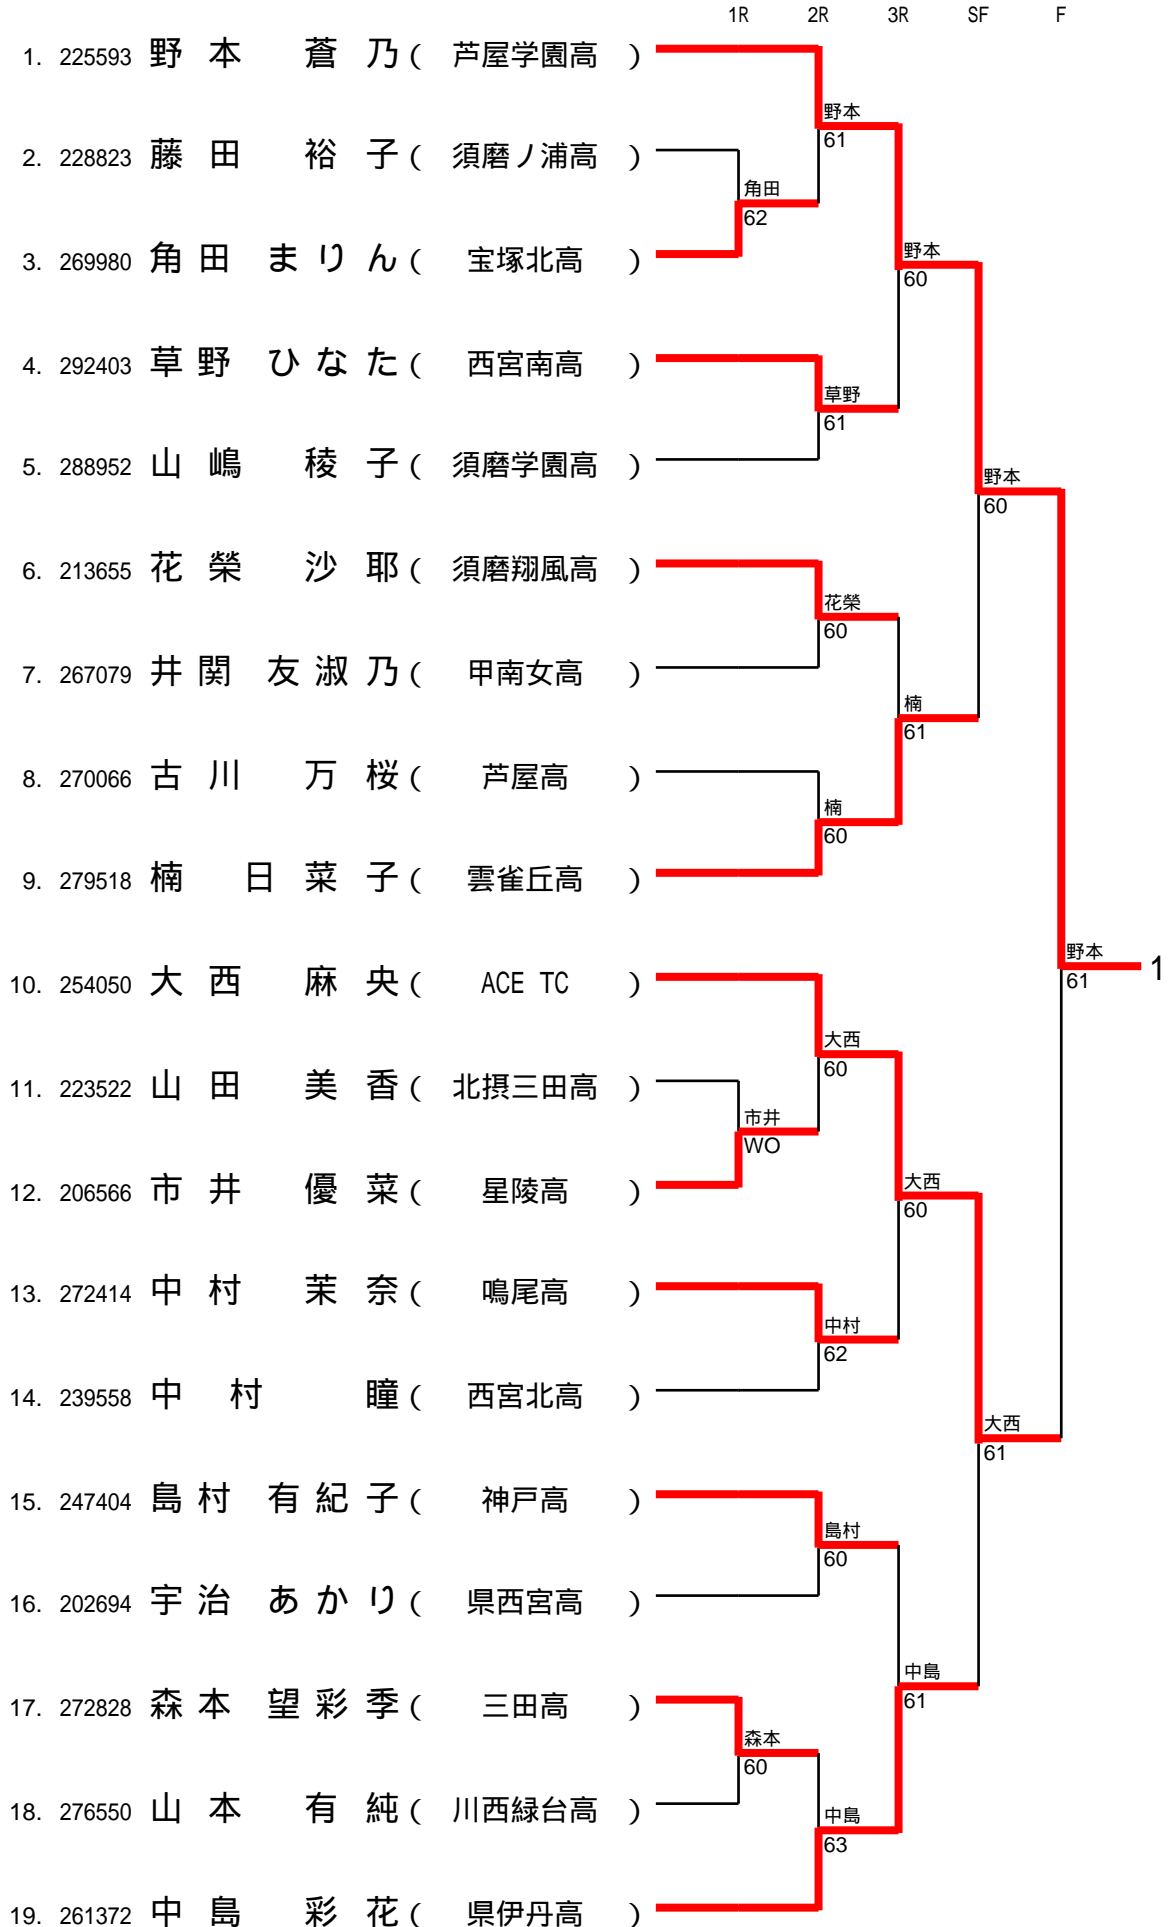 1R 2R 3R SF F
1. 225593 野本 蒼乃 ( 芦屋学園高 )
野本
61
2. 228823 藤田 裕子 ( 須磨ノ浦高 )
角田
62
3. 269980 角田 まりん ( 宝塚北高 )
野本
60
4. 292403 草野 ひなた ( 西宮南高 )
草野
61
5. 288952 山嶋 稜子 ( 須磨学園高 )
野本
60
6. 213655 花榮 沙耶 ( 須磨翔風高 )
花榮
60
7. 267079 井関 友淑乃 ( 甲南女高 )
楠
61
8. 270066 古川 万桜 ( 芦屋高 )
楠
60
9. 279518 楠 日菜子 ( 雲雀丘高 )
野本
61
1
10. 254050 大西 麻央 ( ACE TC )
大西
60
11. 223522 山田 美香 ( 北摂三田高 )
市井
WO
12. 206566 市井 優菜 ( 星陵高 )
大西
60
13. 272414 中村 茉奈 ( 鳴尾高 )
中村
62
14. 239558 中村 瞳 ( 西宮北高 )
大西
61
15. 247404 島村 有紀子 ( 神戸高 )
島村
60
16. 202694 宇治 あかり ( 県西宮高 )
中島
61
17. 272828 森本 望彩季 ( 三田高 )
森本
60
18. 276550 山本 有純 ( 川西緑台高 )
中島
63
19. 261372 中島 彩花 ( 県伊丹高 )